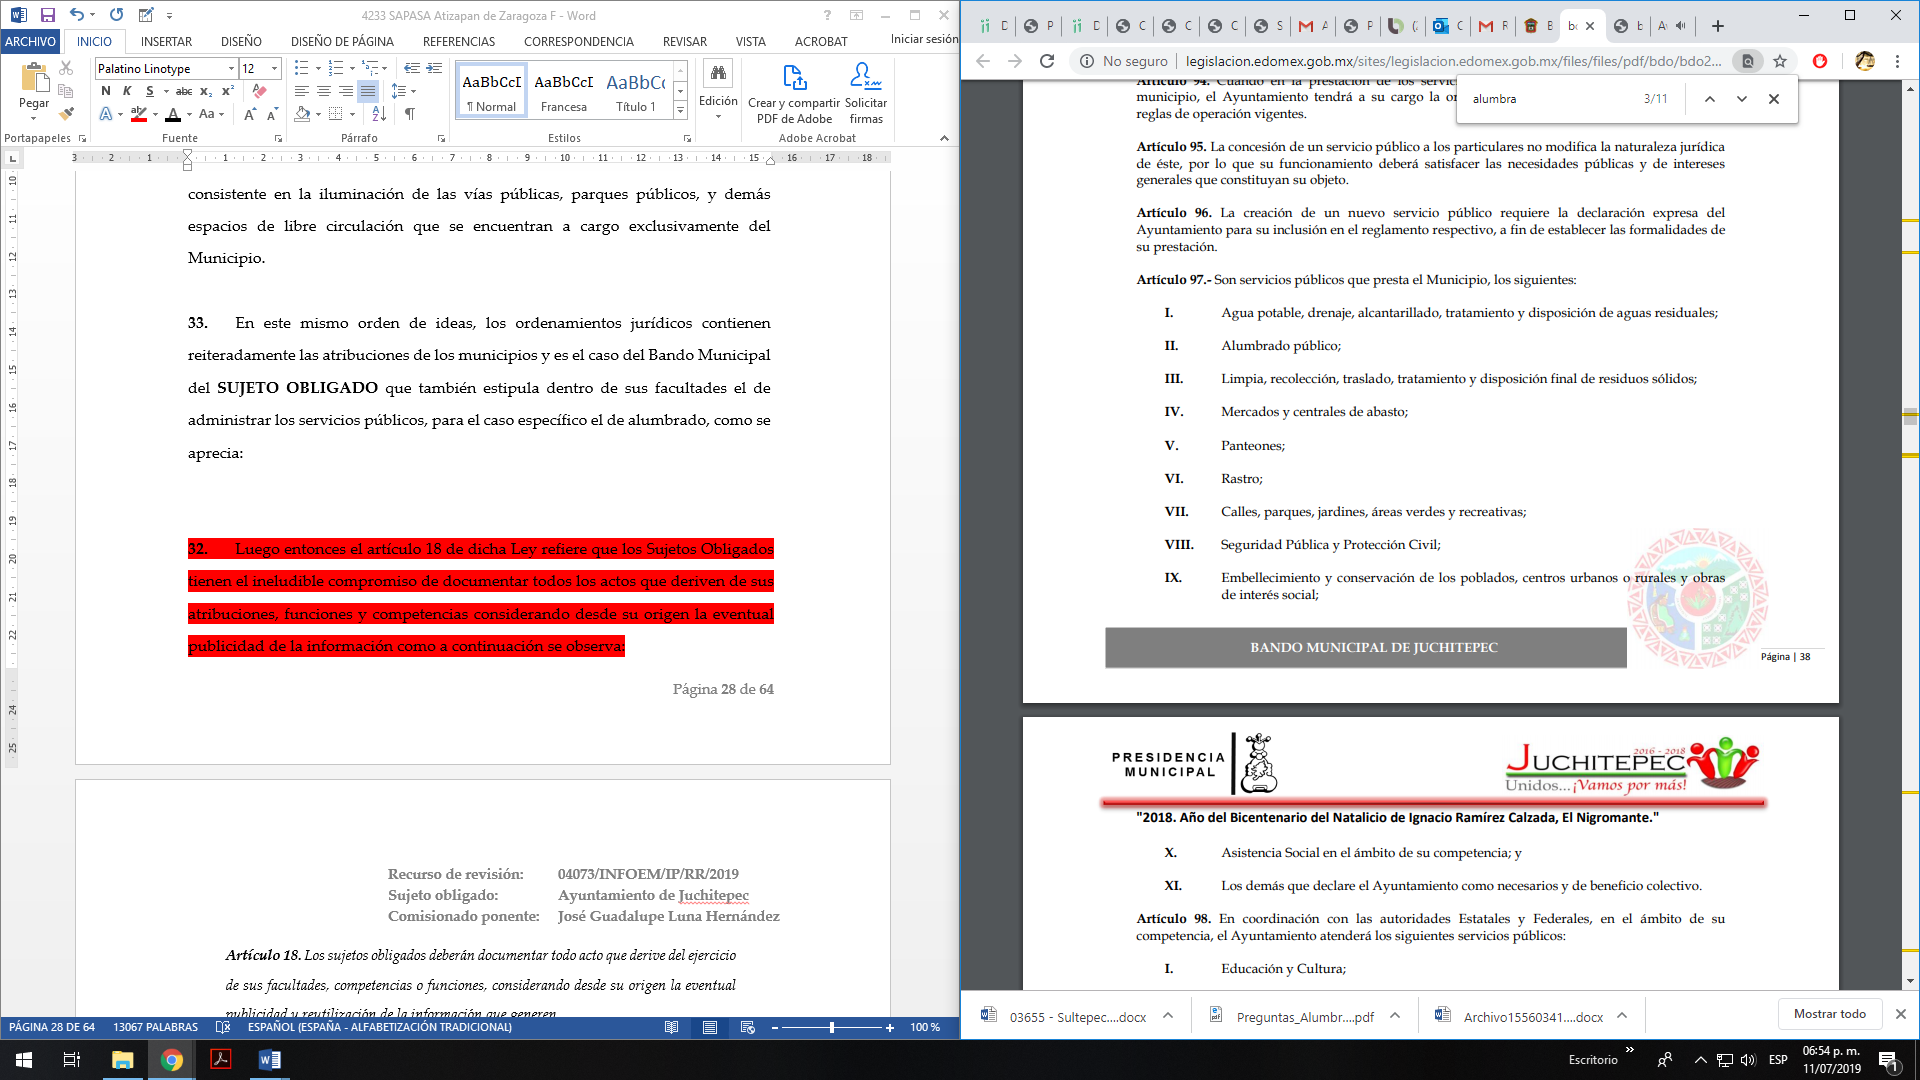 4233 SAPASA Atizapan de Zaragoza F - Word
ARCHIVO INICIO INSERTAR DISEÑO DISEÑO DE PÁGINA REFERENCIAS CORRESPONDENCIA REVISAR VISTA ACROBAT Iniciar sesión
Pegar
Palatino Linotype 12
N K S abc x₂ x²
AaBbCcI AaBbCcI AaBbCc
¶ Normal Francesa Título 1
Edición
Crear y compartir PDF de Adobe
Solicitar firmas
Portapapeles Fuente Párrafo Estilos Adobe Acrobat
consistente en la iluminación de las vías públicas, parques públicos, y demás
espacios de libre circulación que se encuentran a cargo exclusivamente del
Municipio.
33. En este mismo orden de ideas, los ordenamientos jurídicos contienen
reiteradamente las atribuciones de los municipios y es el caso del Bando Municipal
del SUJETO OBLIGADO que también estipula dentro de sus facultades el de
administrar los servicios públicos, para el caso específico el de alumbrado, como se
aprecia:
32. Luego entonces el artículo 18 de dicha Ley refiere que los Sujetos Obligados
tienen el ineludible compromiso de documentar todos los actos que deriven de sus
atribuciones, funciones y competencias considerando desde su origen la eventual
publicidad de la información como a continuación se observa:
Página 28 de 64
Recurso de revisión: 04073/INFOEM/IP/RR/2019
Sujeto obligado: Ayuntamiento de Juchitepec
Comisionado ponente: José Guadalupe Luna Hernández
Artículo 18. Los sujetos obligados deberán documentar todo acto que derive del ejercicio
de sus facultades, competencias o funciones, considerando desde su origen la eventual
publicidad y reutilización de la información que generen
PÁGINA 28 DE 64 13067 PALABRAS ESPAÑOL (ESPAÑA - ALFABETIZACIÓN TRADICIONAL) 100 %
No seguro legislacion.edomex.gob.mx/sites/legislacion.edomex.gob.mx/files/files/pdf/bdo/bdo2...
alumbra 3/11
Artículo 94. Cuando en la prestación de los servic
municipio, el Ayuntamiento tendrá a su cargo la or
reglas de operación vigentes.
Artículo 95. La concesión de un servicio público a los particulares no modifica la naturaleza jurídica
de éste, por lo que su funcionamiento deberá satisfacer las necesidades públicas y de intereses
generales que constituyan su objeto.
Artículo 96. La creación de un nuevo servicio público requiere la declaración expresa del
Ayuntamiento para su inclusión en el reglamento respectivo, a fin de establecer las formalidades de
su prestación.
Artículo 97.- Son servicios públicos que presta el Municipio, los siguientes:
I. Agua potable, drenaje, alcantarillado, tratamiento y disposición de aguas residuales;
II. Alumbrado público;
III. Limpia, recolección, traslado, tratamiento y disposición final de residuos sólidos;
IV. Mercados y centrales de abasto;
V. Panteones;
VI. Rastro;
VII. Calles, parques, jardines, áreas verdes y recreativas;
VIII. Seguridad Pública y Protección Civil;
IX. Embellecimiento y conservación de los poblados, centros urbanos o rurales y obras
de interés social;
BANDO MUNICIPAL DE JUCHITEPEC
Página | 38
PRESIDENCIA
MUNICIPAL
2016 - 2018
JUCHITEPEC
Unidos... ¡Vamos por más!
"2018. Año del Bicentenario del Natalicio de Ignacio Ramírez Calzada, El Nigromante."
X. Asistencia Social en el ámbito de su competencia; y
XI. Los demás que declare el Ayuntamiento como necesarios y de beneficio colectivo.
Artículo 98. En coordinación con las autoridades Estatales y Federales, en el ámbito de su
competencia, el Ayuntamiento atenderá los siguientes servicios públicos:
I. Educación y Cultura;
03655 - Sultepec....docx Preguntas_Alumbr....pdf Archivo15560341....docx Mostrar todo
Escritorio ESP 06:54 p. m.
11/07/2019